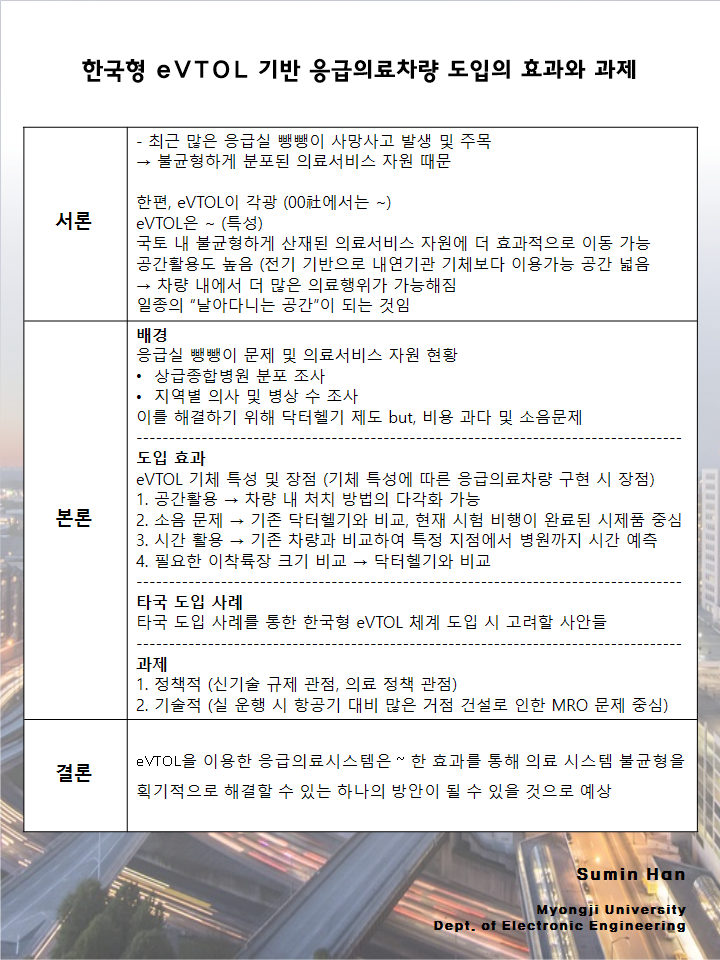 한국형 eVTOL 기반 응급의료차량 도입의 효과와 과제
서론
- 최근 많은 응급실 뺑뺑이 사망사고 발생 및 주목
→ 불균형하게 분포된 의료서비스 자원 때문
한편, eVTOL이 각광 (00社에서는 ~)
eVTOL은 ~ (특성)
국토 내 불균형하게 산재된 의료서비스 자원에 더 효과적으로 이동 가능
공간활용도 높음 (전기 기반으로 내연기관 기체보다 이용가능 공간 넓음
→ 차량 내에서 더 많은 의료행위가 가능해짐
일종의 "날아다니는 공간"이 되는 것임
본론
배경
응급실 뺑뺑이 문제 및 의료서비스 자원 현황
• 상급종합병원 분포 조사
• 지역별 의사 및 병상 수 조사
이를 해결하기 위해 닥터헬기 제도 but, 비용 과다 및 소음문제
------------------------------------------------------------------------------------
도입 효과
eVTOL 기체 특성 및 장점 (기체 특성에 따른 응급의료차량 구현 시 장점)
1. 공간활용 → 차량 내 처치 방법의 다각화 가능
2. 소음 문제 → 기존 닥터헬기와 비교, 현재 시험 비행이 완료된 시제품 중심
3. 시간 활용 → 기존 차량과 비교하여 특정 지점에서 병원까지 시간 예측
4. 필요한 이착륙장 크기 비교 → 닥터헬기와 비교
------------------------------------------------------------------------------------
타국 도입 사례
타국 도입 사례를 통한 한국형 eVTOL 체계 도입 시 고려할 사안들
------------------------------------------------------------------------------------
과제
1. 정책적 (신기술 규제 관점, 의료 정책 관점)
2. 기술적 (실 운행 시 항공기 대비 많은 거점 건설로 인한 MRO 문제 중심)
결론
eVTOL을 이용한 응급의료시스템은 ~ 한 효과를 통해 의료 시스템 불균형을
획기적으로 해결할 수 있는 하나의 방안이 될 수 있을 것으로 예상
Sumin Han
Myongji University
Dept. of Electronic Engineering